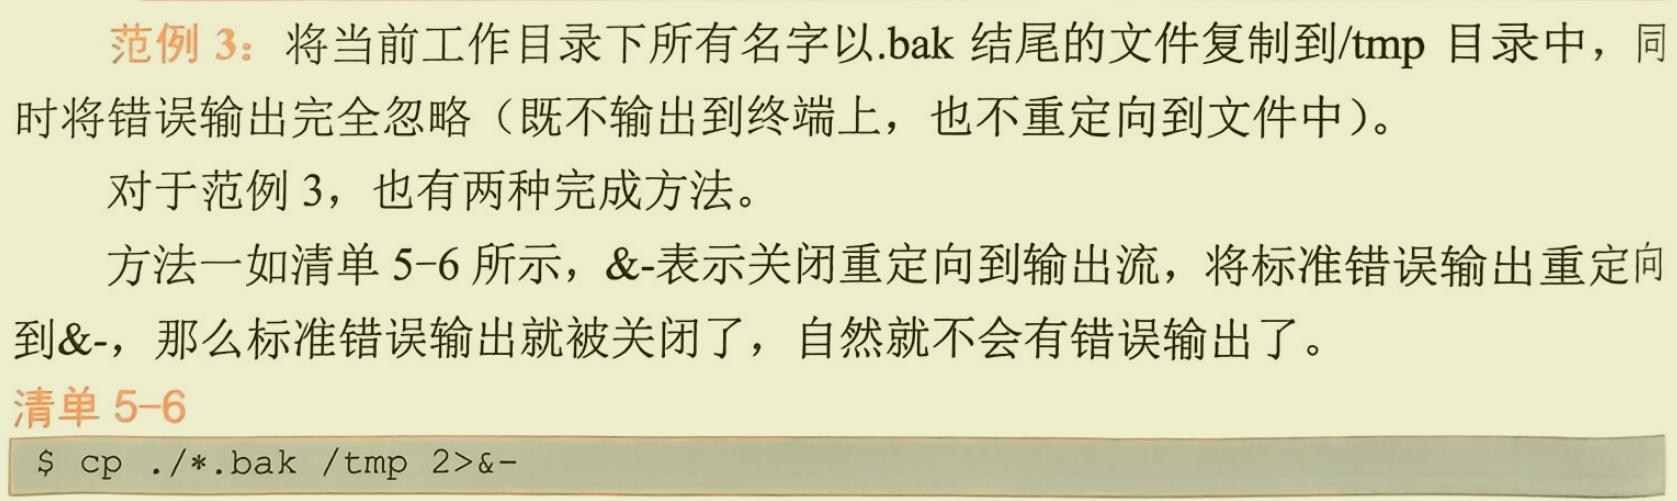 范例 3：将当前工作目录下所有名字以.bak 结尾的文件复制到/tmp 目录中，同
时将错误输出完全忽略（既不输出到终端上，也不重定向到文件中）。
对于范例 3，也有两种完成方法。
方法一如清单 5-6 所示，&-表示关闭重定向到输出流，将标准错误输出重定向
到&-，那么标准错误输出就被关闭了，自然就不会有错误输出了。
清单 5-6
$ cp ./*.bak /tmp 2>&-